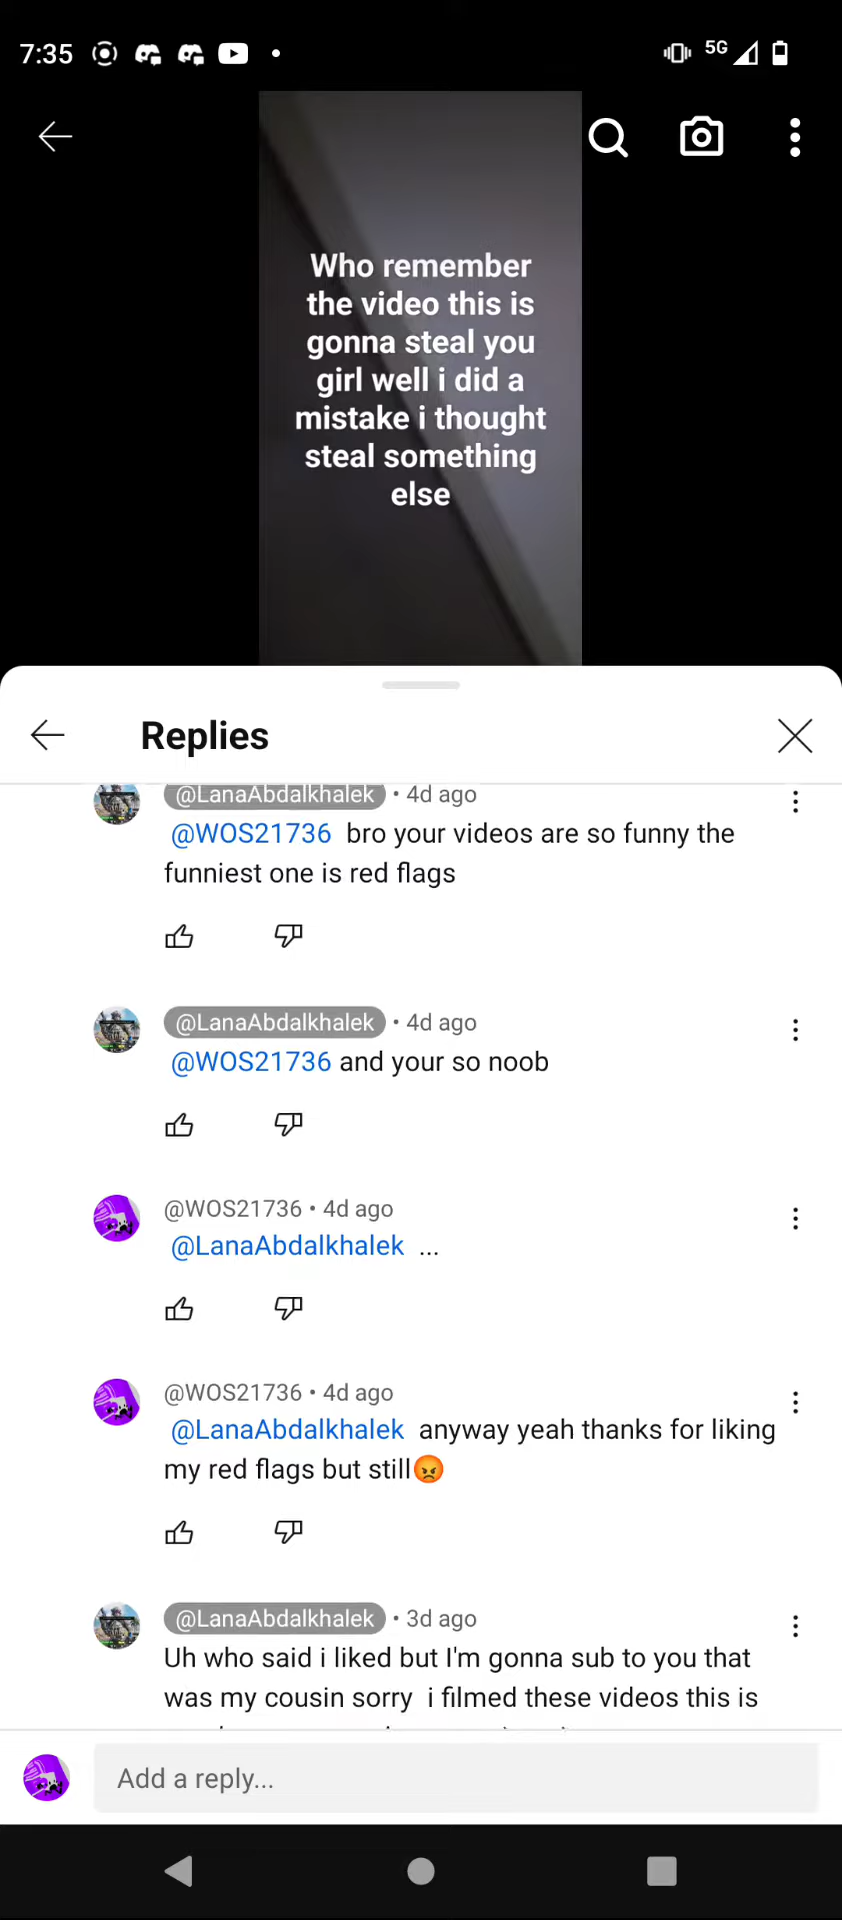 7:35
5G
Who remember
the video this is
gonna steal you
girl well i did a
mistake i thought
steal something
else
Replies
@LanaAbdalkhalek • 4d ago
@WOS21736 bro your videos are so funny the
funniest one is red flags
@LanaAbdalkhalek • 4d ago
@WOS21736 and your so noob
@WOS21736 • 4d ago
@LanaAbdalkhalek ...
@WOS21736 • 4d ago
@LanaAbdalkhalek anyway yeah thanks for liking
my red flags but still😡
@LanaAbdalkhalek • 3d ago
Uh who said i liked but I'm gonna sub to you that
was my cousin sorry i filmed these videos this is
Add a reply...